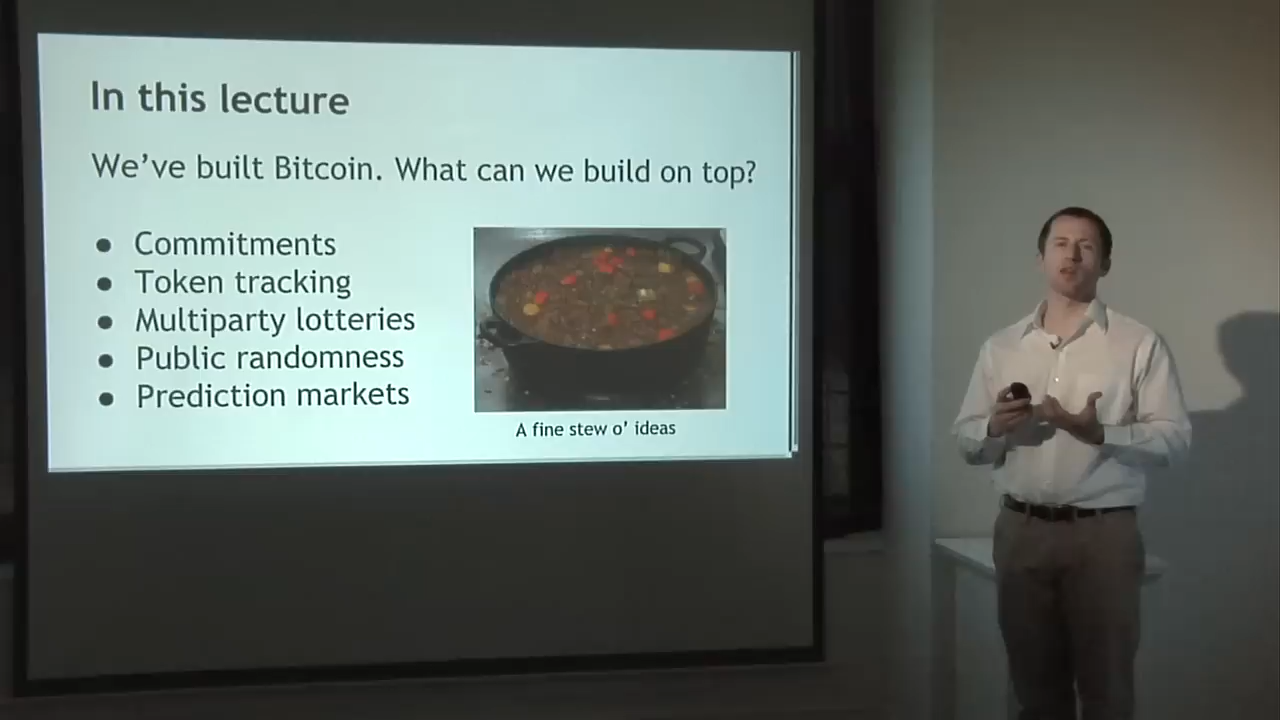 In this lecture
We’ve built Bitcoin. What can we build on top?
● Commitments
● Token tracking
● Multiparty lotteries
● Public randomness
● Prediction markets
A fine stew o’ ideas